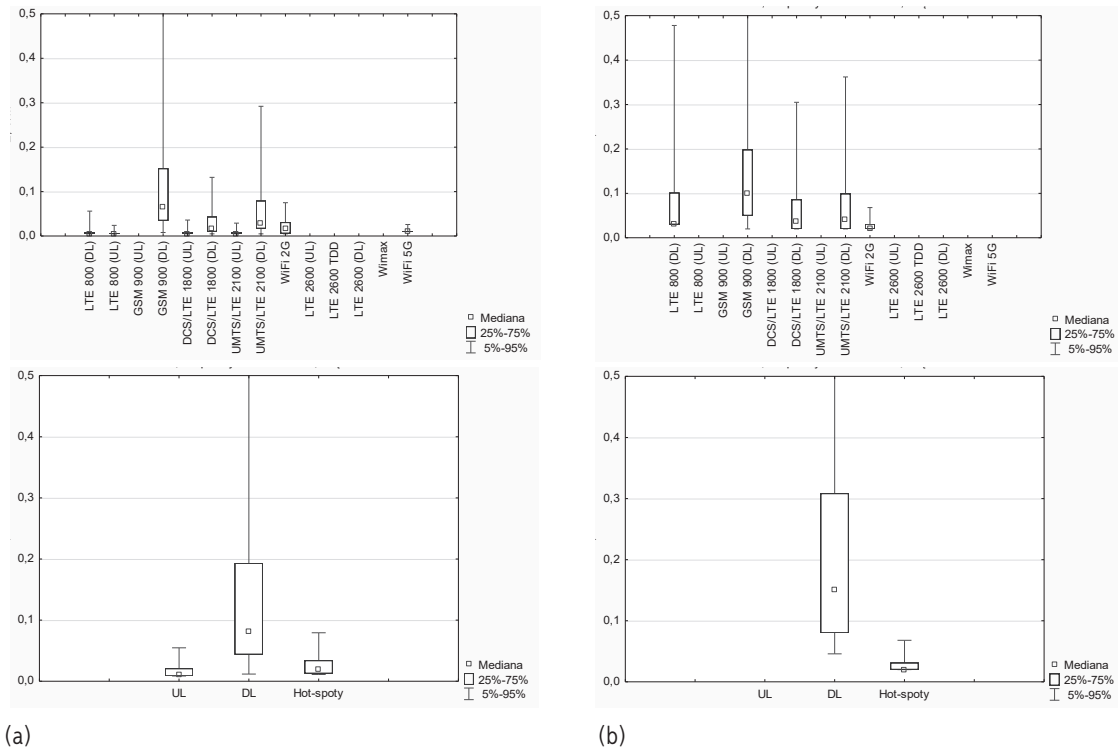 0,5
0,4
0,3
0,2
0,1
0,0
LTE 800 (DL)
LTE 800 (UL)
GSM 900 (UL)
GSM 900 (DL)
DCS/LTE 1800 (UL)
DCS/LTE 1800 (DL)
UMTS/LTE 2100 (UL)
UMTS/LTE 2100 (DL)
WiFi 2G
LTE 2600 (UL)
LTE 2600 TDD
LTE 2600 (DL)
Wimax
WiFi 5G
Mediana
25%-75%
5%-95%
0,5
0,4
0,3
0,2
0,1
0,0
LTE 800 (DL)
LTE 800 (UL)
GSM 900 (UL)
GSM 900 (DL)
DCS/LTE 1800 (UL)
DCS/LTE 1800 (DL)
UMTS/LTE 2100 (UL)
UMTS/LTE 2100 (DL)
WiFi 2G
LTE 2600 (UL)
LTE 2600 TDD
LTE 2600 (DL)
Wimax
WiFi 5G
Mediana
25%-75%
5%-95%
0,5
0,4
0,3
0,2
0,1
0,0
UL
DL
Hot-spoty
Mediana
25%-75%
5%-95%
0,5
0,4
0,3
0,2
0,1
0,0
UL
DL
Hot-spoty
Mediana
25%-75%
5%-95%
(a)
(b)